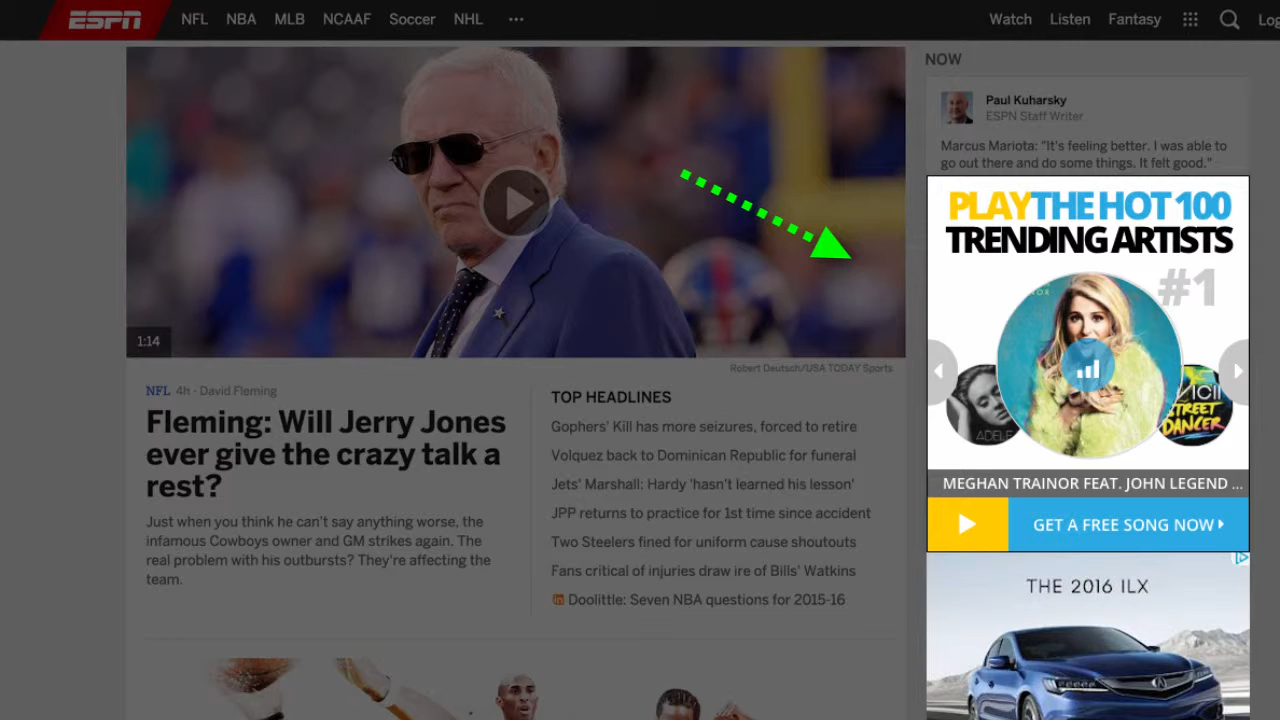 ESPN NFL NBA MLB NCAAF Soccer NHL ••• Watch Listen Fantasy Log
1:14
Robert Deutsch/USA TODAY Sports
NFL 4h - David Fleming
Fleming: Will Jerry Jones
ever give the crazy talk a
rest?
Just when you think he can't say anything worse, the
infamous Cowboys owner and GM strikes again. The
real problem with his outbursts? They're affecting the
team.
TOP HEADLINES
Gophers' Kill has more seizures, forced to retire
Volquez back to Dominican Republic for funeral
Jets' Marshall: Hardy 'hasn't learned his lesson'
JPP returns to practice for 1st time since accident
Two Steelers fined for uniform cause shoutouts
Fans critical of injuries draw ire of Bills' Watkins
in Doolittle: Seven NBA questions for 2015-16
NOW
Paul Kuharsky
ESPN Staff Writer
Marcus Mariota: "It's feeling better. I was able to
go out there and do some things. It felt good."
PLAY THE HOT 100
TRENDING ARTISTS
#1
ADELE
STREET
DANCER
MEGHAN TRAINOR FEAT. JOHN LEGEND ...
GET A FREE SONG NOW
THE 2016 ILX